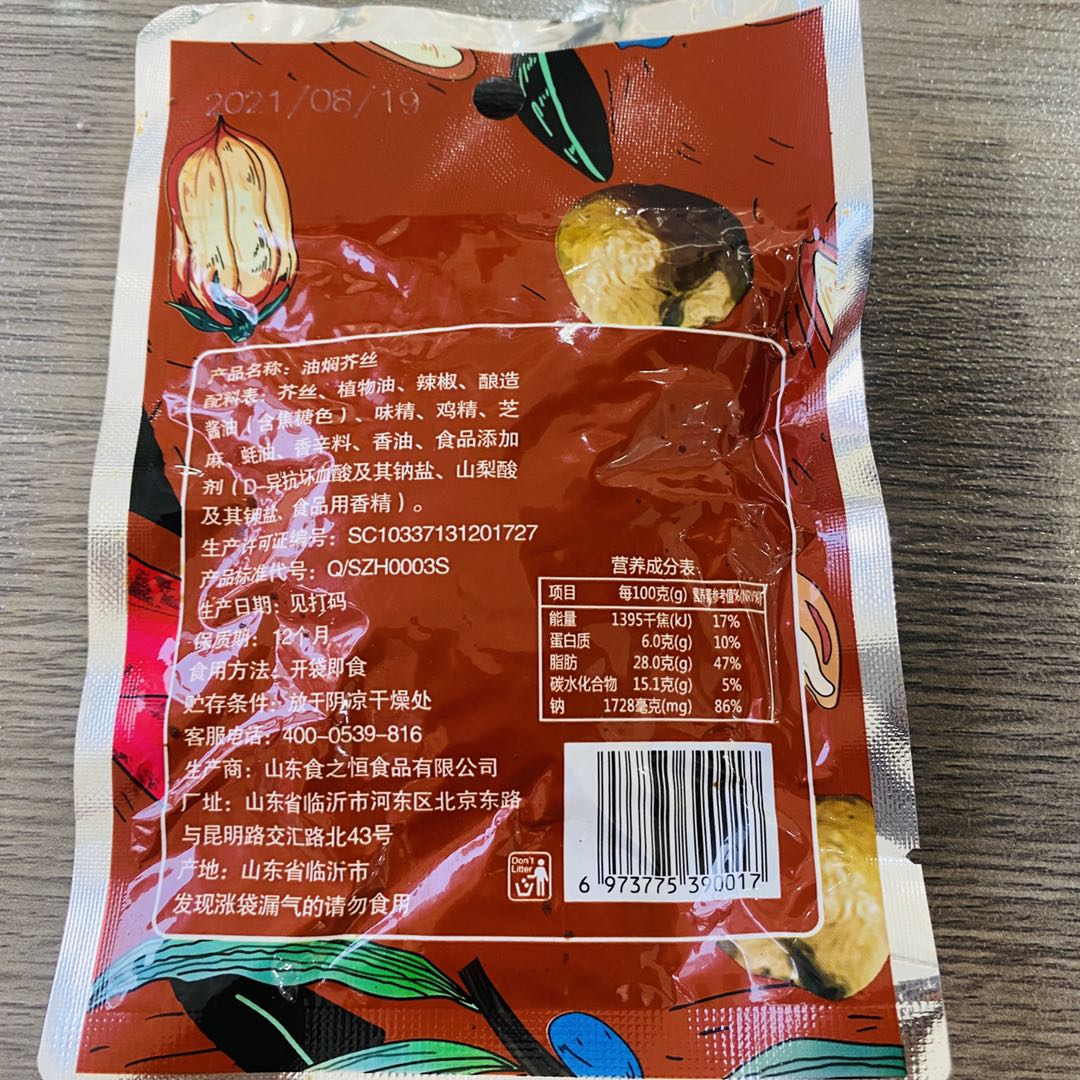 2021/08/19
产品名称：油焖芥丝
配料表：芥丝、植物油、辣椒、酿造
酱油（含焦糖色）、味精、鸡精、芝
麻、蚝油、香辛料、香油、食品添加
剂（D-异抗坏血酸及其钠盐、山梨酸
及其钾盐、食品用香精）。
生产许可证编号：SC10337131201727
产品标准代号：Q/SZH0003S
生产日期：见打码
保质期：12个月
食用方法：开袋即食
贮存条件：放于阴凉干燥处
客服电话：400-0539-816
生产商：山东食之恒食品有限公司
厂址：山东省临沂市河东区北京东路
与昆明路交汇路北43号
产地：山东省临沂市
发现涨袋漏气的请勿食用
营养成分表
项目 每100克(g) 营养素参考值%(NRV%)
能量 1395千焦(kJ) 17%
蛋白质 6.0克(g) 10%
脂肪 28.0克(g) 47%
碳水化合物 15.1克(g) 5%
钠 1728毫克(mg) 86%
Don't
Litter
6 973775 390017